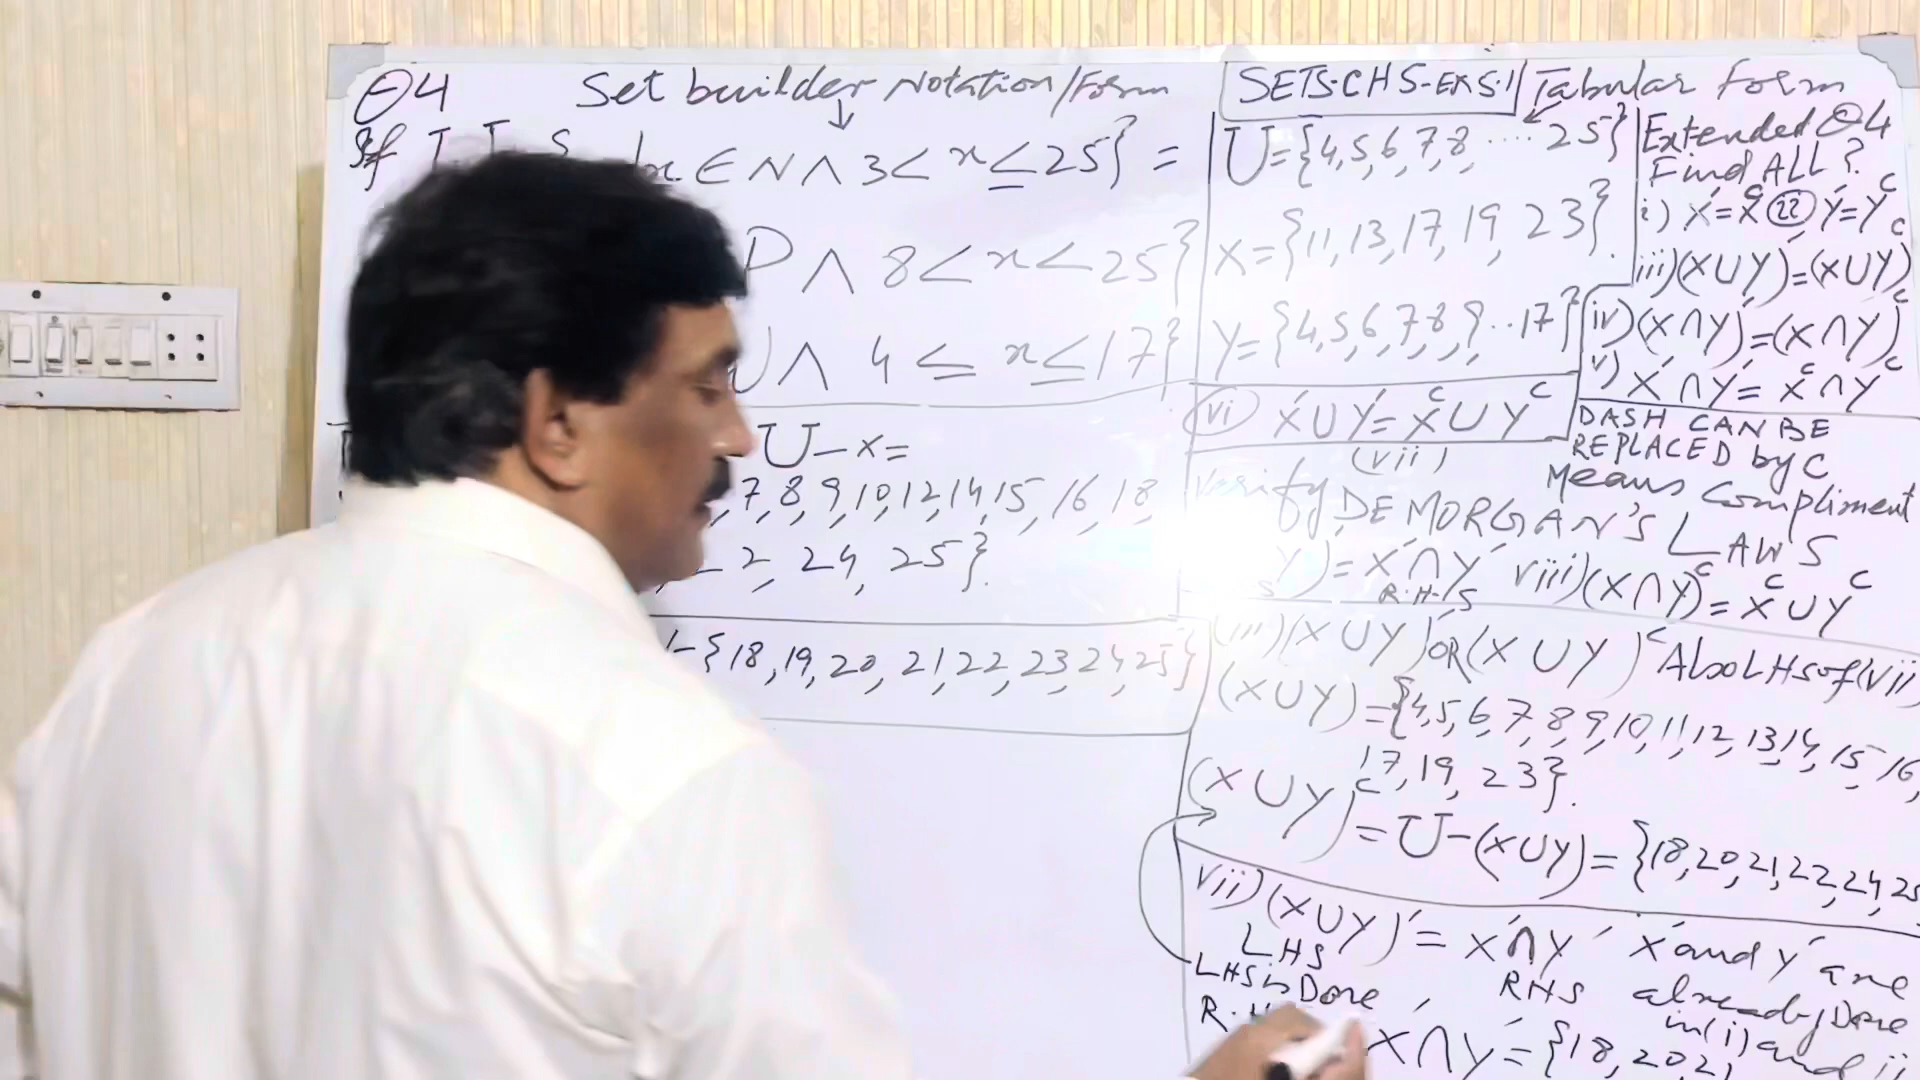 Q4 Set builder Notation/Form
If x ∈ N ∧ 3 < x ≤ 25} =
P ∧ 8 < x < 25}
∧ 4 ≤ x ≤ 17}
U - x =
7, 8, 9, 10, 12, 14, 15, 16, 18
2, 24, 25}.
-{18, 19, 20, 21, 22, 23, 24, 25}
SETS-CH5-EX5.1 Tabular Form
U = {4, 5, 6, 7, 8, ..... 25}
X = {11, 13, 17, 19, 23}.
Y = {4, 5, 6, 7, 8, 9, .. 17}
Extended Q4
Find ALL?
i) X' = X^c (ii) Y' = Y^c
iii) (X ∪ Y)' = (X ∪ Y)^c
iv) (X ∩ Y)' = (X ∩ Y)^c
v) X' ∩ Y' = X^c ∩ Y^c
(vi) X' ∪ Y' = X^c ∪ Y^c
DASH CAN BE
REPLACED by C
Means Compliment
(vii)
Verify DEMORGAN'S LAWS
Y)' = X' ∩ Y' viii) (X ∩ Y)^c = X^c ∪ Y^c
R.H.S
(iii) (X ∪ Y)' OR (X ∪ Y)^c Also LHS of (vii)
(X ∪ Y) = {4, 5, 6, 7, 8, 9, 10, 11, 12, 13, 14, 15, 16,
17, 19, 23}.
(X ∪ Y)^c = U - (X ∪ Y) = {18, 20, 21, 22, 24, 25
vii) (X ∪ Y)' = X' ∩ Y' X' and Y' are
LHS RHS already Done
LHS is Done in (i) and ii
R.H
X' ∩ Y' = {18, 20, 21